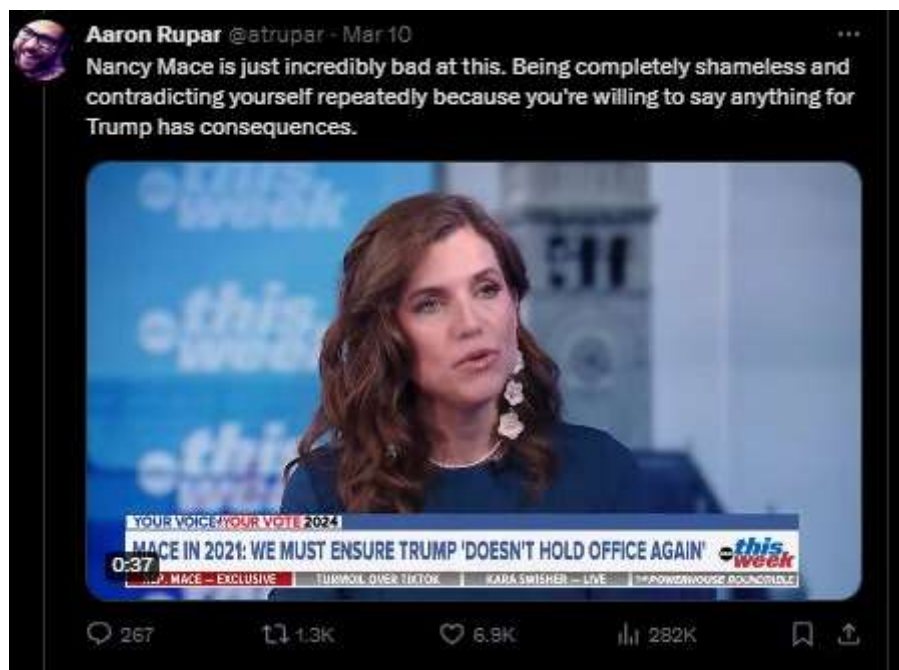 Aaron Rupar @atrupar · Mar 10
Nancy Mace is just incredibly bad at this. Being completely shameless and
contradicting yourself repeatedly because you're willing to say anything for
Trump has consequences.
this
week
this
week
this
YOUR VOICE YOUR VOTE 2024
MACE IN 2021: WE MUST ENSURE TRUMP 'DOESN'T HOLD OFFICE AGAIN'
this
week
0:37
P. MACE – EXCLUSIVE TURMOIL OVER TIKTOK KARA SWISHER – LIVE POWERHOUSE ROUNDTABLE
267 1.3K 6.9K 282K